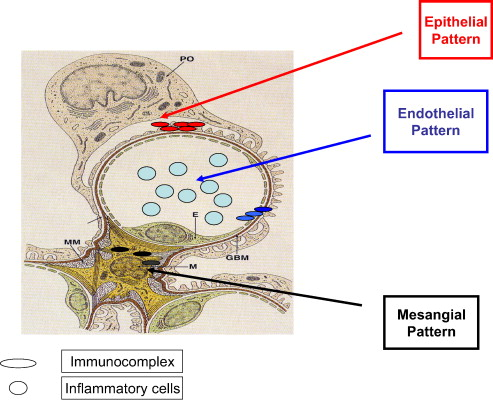 Epithelial
Pattern
PO
Endothelial
Pattern
E
MM
M
GBM
Mesangial
Pattern
Immunocomplex
Inflammatory cells